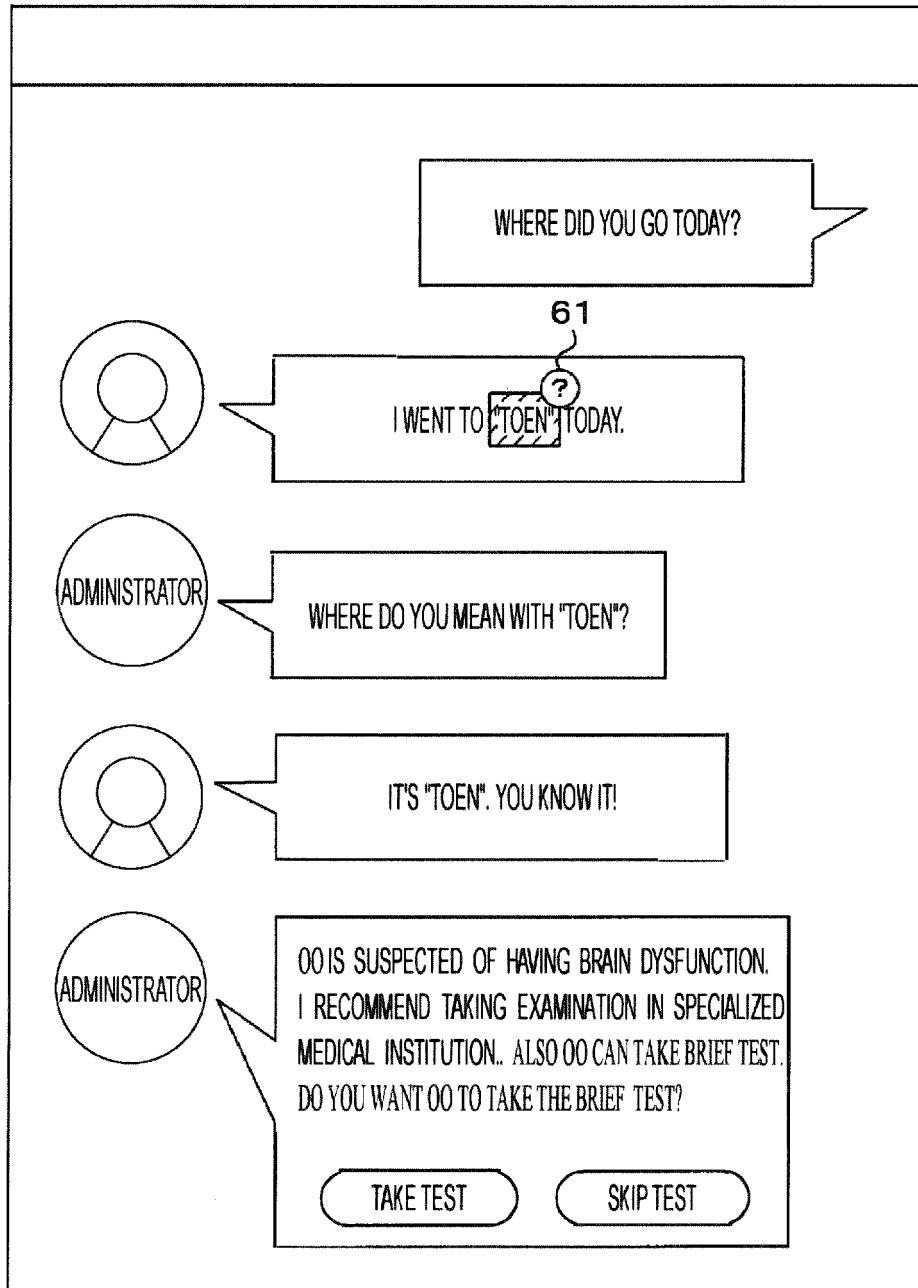 WHERE DID YOU GO TODAY?
61
?
I WENT TO "TOEN" TODAY.
ADMINISTRATOR
WHERE DO YOU MEAN WITH "TOEN"?
IT'S "TOEN". YOU KNOW IT!
ADMINISTRATOR
OO IS SUSPECTED OF HAVING BRAIN DYSFUNCTION.
I RECOMMEND TAKING EXAMINATION IN SPECIALIZED
MEDICAL INSTITUTION.. ALSO OO CAN TAKE BRIEF TEST.
DO YOU WANT OO TO TAKE THE BRIEF TEST?
TAKE TEST
SKIP TEST